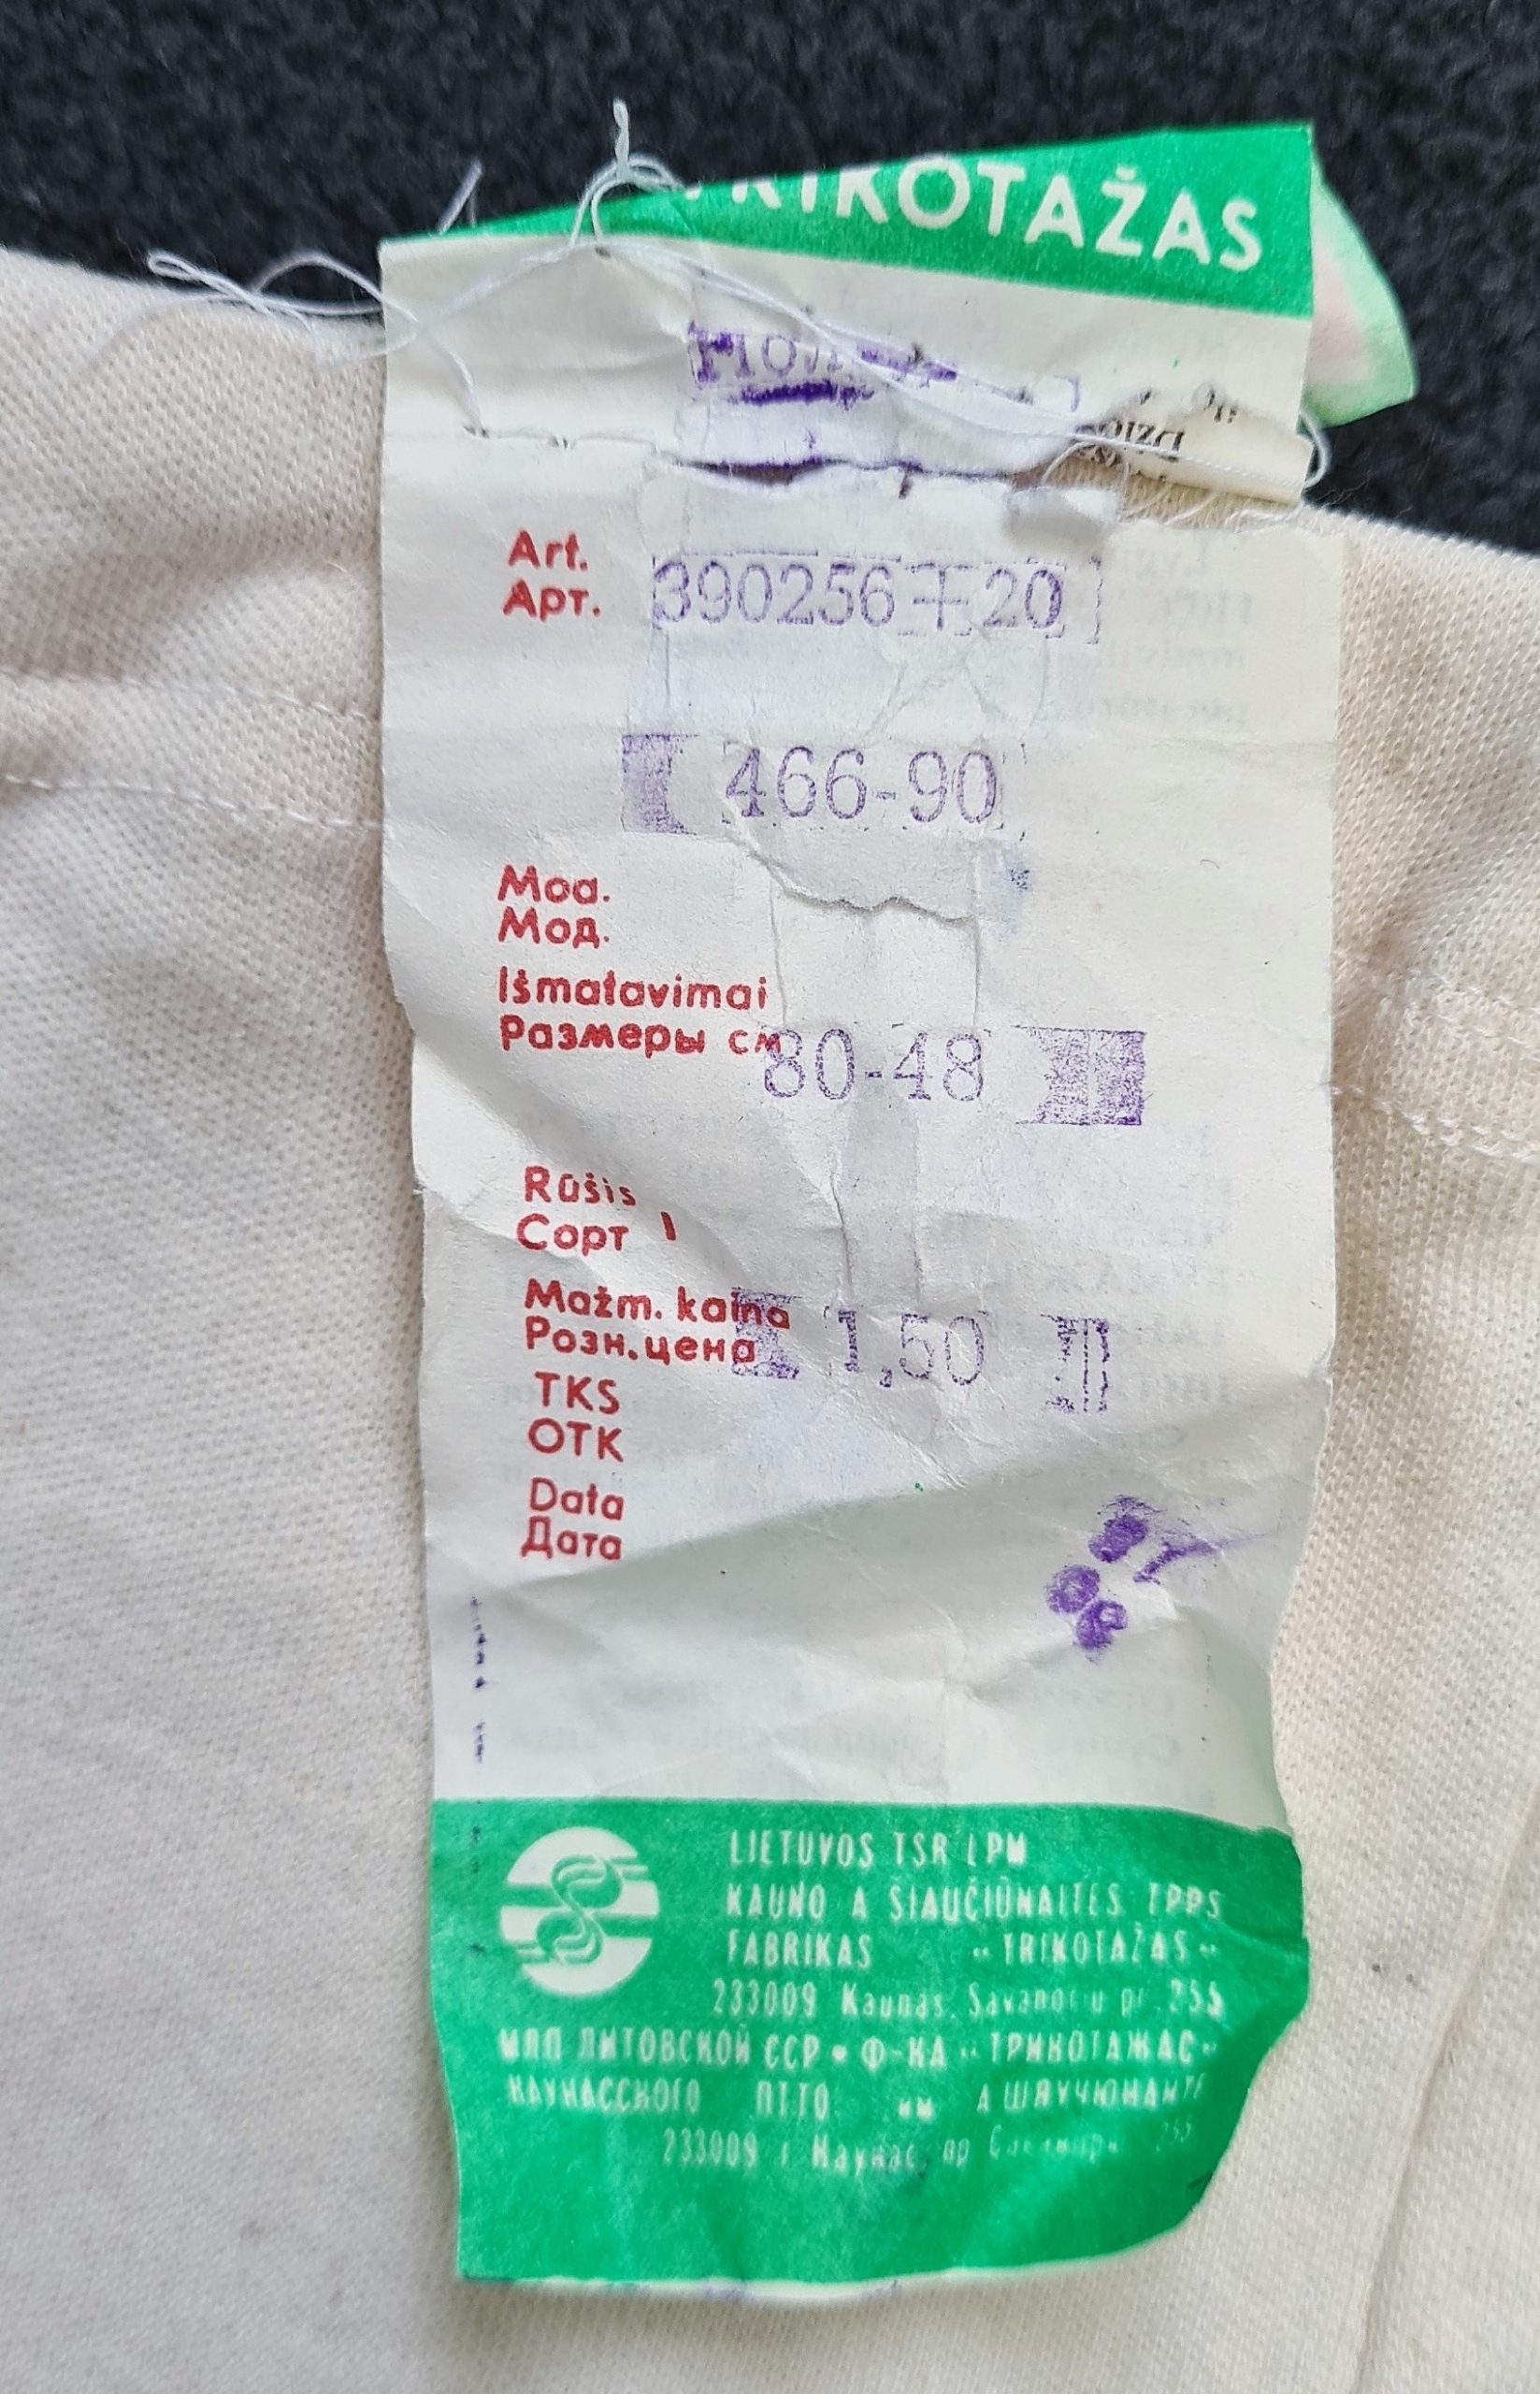 TRIKOTAŽAS
Art.
Арт. 390256 + 20
466-90
Mod.
Мод.
Išmatavimai
Размеры см 80-48
Rūšis
Сорт 1
Mažm. kaina
Розн. цена 1,50
TKS
ОТК
Data
Дата
LIETUVOS TSR LPM
KAUNO A ŠIAUČIŪNAITĖS TPPS
FABRIKAS „TRIKOTAŽAS“
233009 Kaunas, Savanorių pr. 255
МЛП ЛИТОВСКОЙ ССР • Ф-КА „ТРИКОТАЖАС“
КАУНАССКОГО ПТТО им А ШЯУЧЮНАЙТЕ
233009 г Каунас, пр